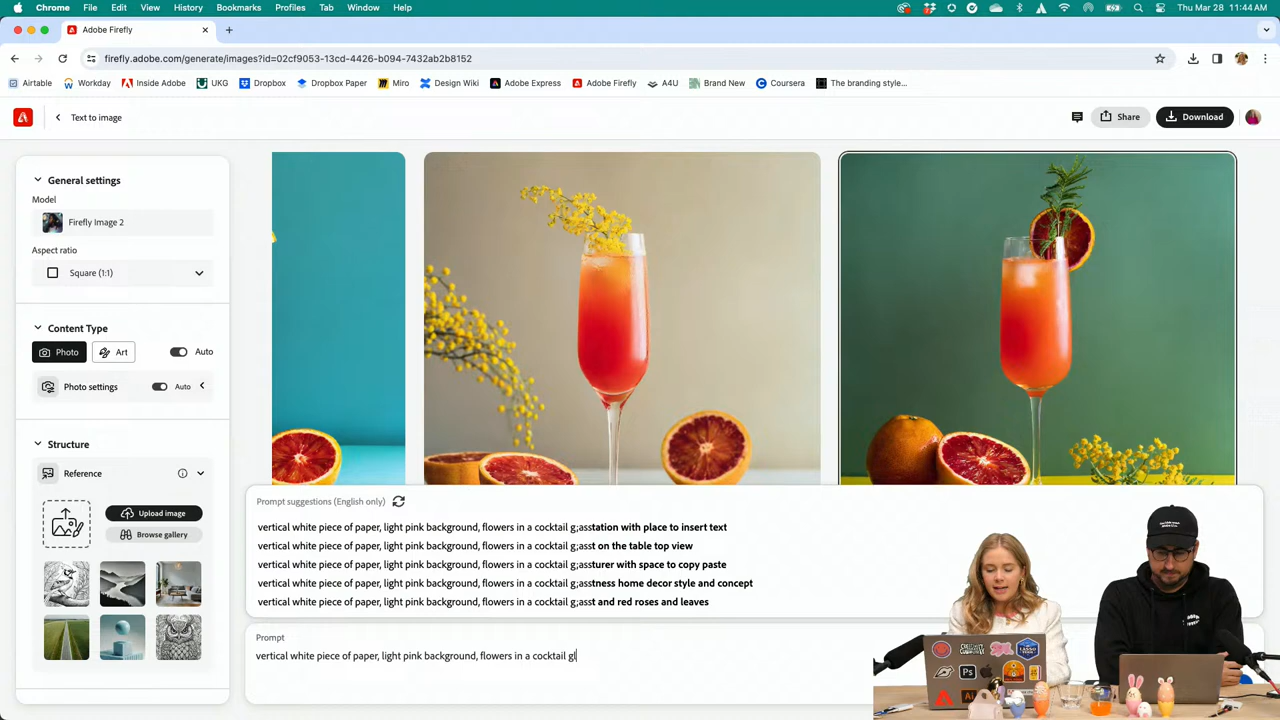 Chrome File Edit View History Bookmarks Profiles Tab Window Help
Thu Mar 28 11:44 AM
Adobe Firefly
firefly.adobe.com/generate/images?id=02cf9053-13cd-4426-b094-7432ab2b8152
Airtable Workday Inside Adobe UKG Dropbox Dropbox Paper Miro Design Wiki Adobe Express Adobe Firefly A4U Brand New Coursera The branding style...
Text to image
Share
Download
General settings
Model
Firefly Image 2
Aspect ratio
Square (1:1)
Content Type
Photo Art Auto
Photo settings Auto
Structure
Reference
Upload image
Browse gallery
Prompt suggestions (English only)
vertical white piece of paper, light pink background, flowers in a cocktail g;asstation with place to insert text
vertical white piece of paper, light pink background, flowers in a cocktail g;asst on the table top view
vertical white piece of paper, light pink background, flowers in a cocktail g;assturer with space to copy paste
vertical white piece of paper, light pink background, flowers in a cocktail g;asstness home decor style and concept
vertical white piece of paper, light pink background, flowers in a cocktail g;asst and red roses and leaves
Prompt
vertical white piece of paper, light pink background, flowers in a cocktail gl
Ps
Ai